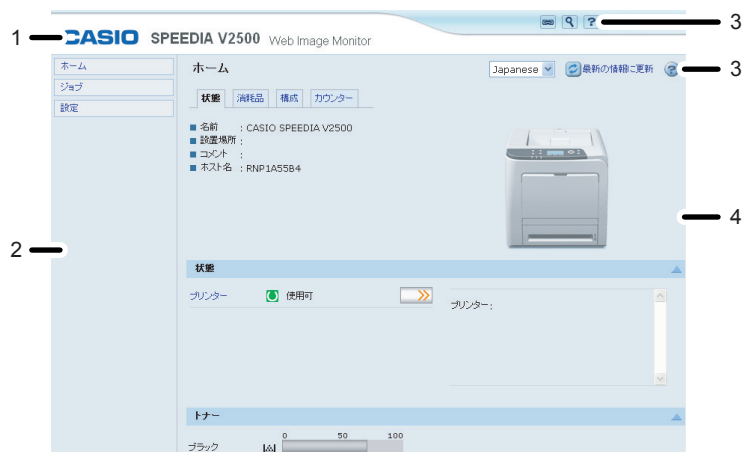 1
CASIO SPEEDIA V2500 Web Image Monitor
?
3
ホーム
ジョブ
設定
ホーム
Japanese
最新の情報に更新
?
3
状態 消耗品 構成 カウンター
名前 : CASIO SPEEDIA V2500
設置場所 :
コメント :
ホスト名 : RNP1A55B4
4
2
状態
プリンター 使用可
プリンター:
トナー
0 50 100
ブラック